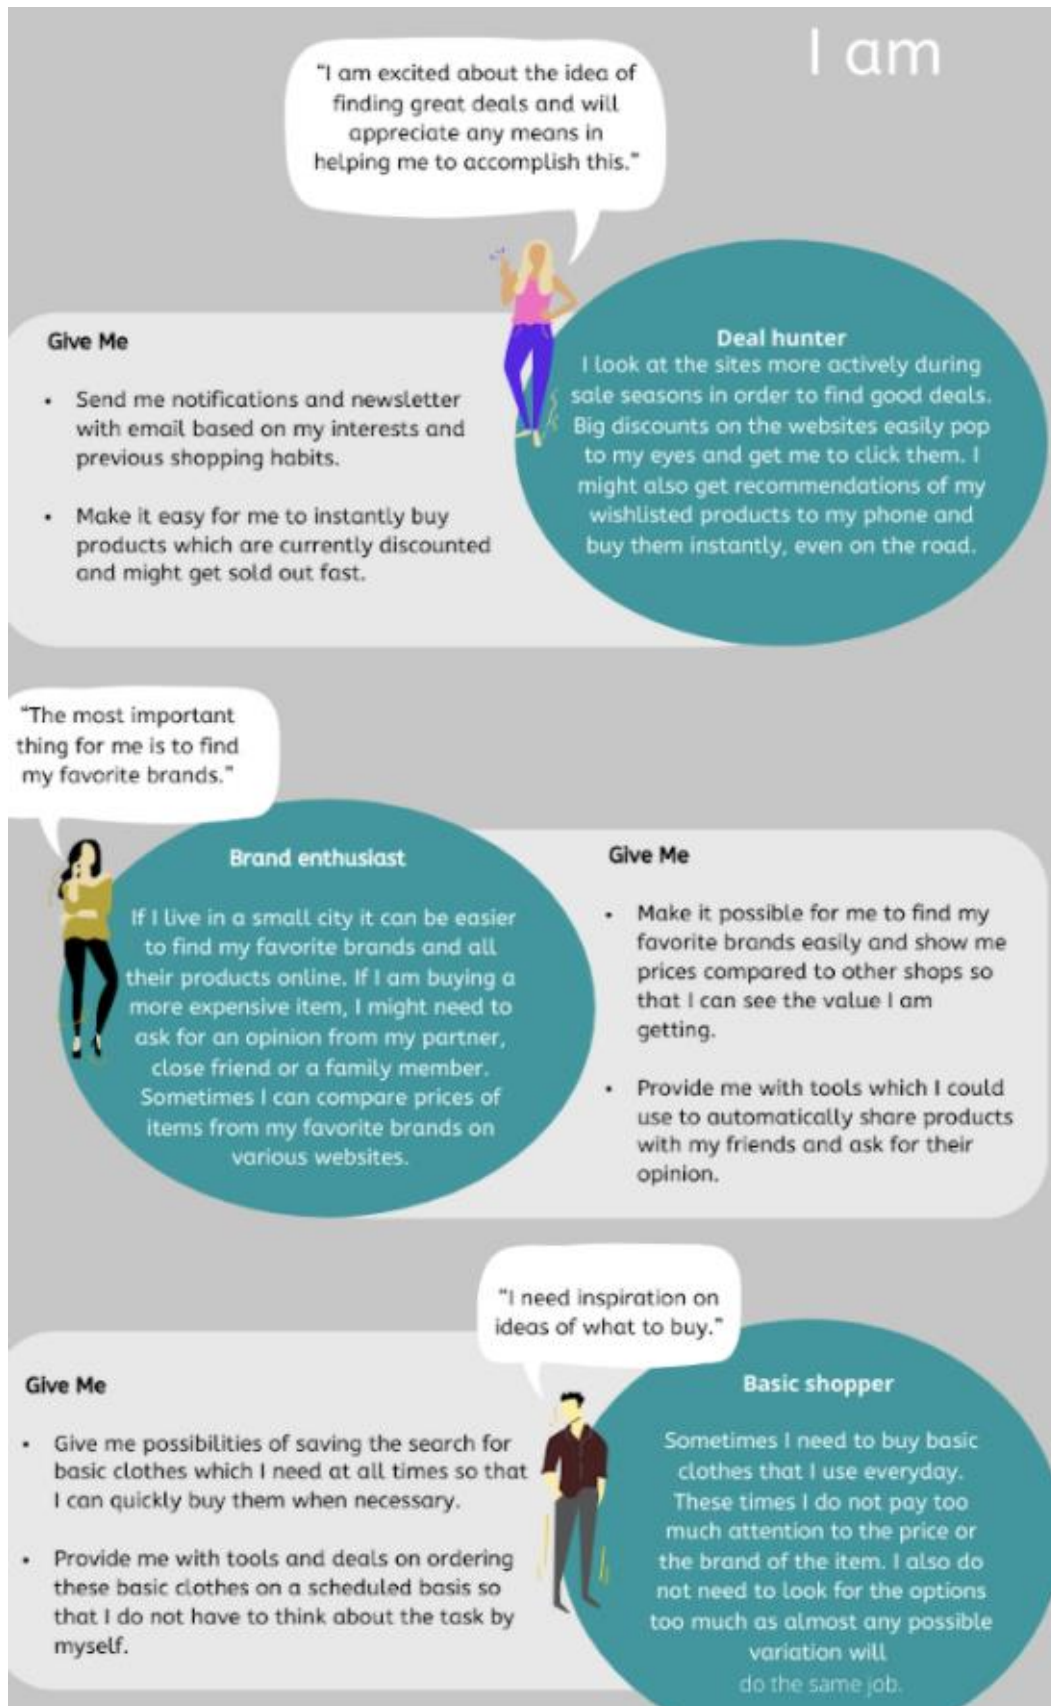 I am
"I am excited about the idea of
finding great deals and will
appreciate any means in
helping me to accomplish this."
Give Me
• Send me notifications and newsletter
with email based on my interests and
previous shopping habits.
• Make it easy for me to instantly buy
products which are currently discounted
and might get sold out fast.
Deal hunter
I look at the sites more actively during
sale seasons in order to find good deals.
Big discounts on the websites easily pop
to my eyes and get me to click them. I
might also get recommendations of my
wishlisted products to my phone and
buy them instantly, even on the road.
"The most important
thing for me is to find
my favorite brands."
Brand enthusiast
If I live in a small city it can be easier
to find my favorite brands and all
their products online. If I am buying a
more expensive item, I might need to
ask for an opinion from my partner,
close friend or a family member.
Sometimes I can compare prices of
items from my favorite brands on
various websites.
Give Me
• Make it possible for me to find my
favorite brands easily and show me
prices compared to other shops so
that I can see the value I am
getting.
• Provide me with tools which I could
use to automatically share products
with my friends and ask for their
opinion.
"I need inspiration on
ideas of what to buy."
Give Me
• Give me possibilities of saving the search for
basic clothes which I need at all times so that
I can quickly buy them when necessary.
• Provide me with tools and deals on ordering
these basic clothes on a scheduled basis so
that I do not have to think about the task by
myself.
Basic shopper
Sometimes I need to buy basic
clothes that I use everyday.
These times I do not pay too
much attention to the price or
the brand of the item. I also do
not need to look for the options
too much as almost any possible
variation will
do the same job.